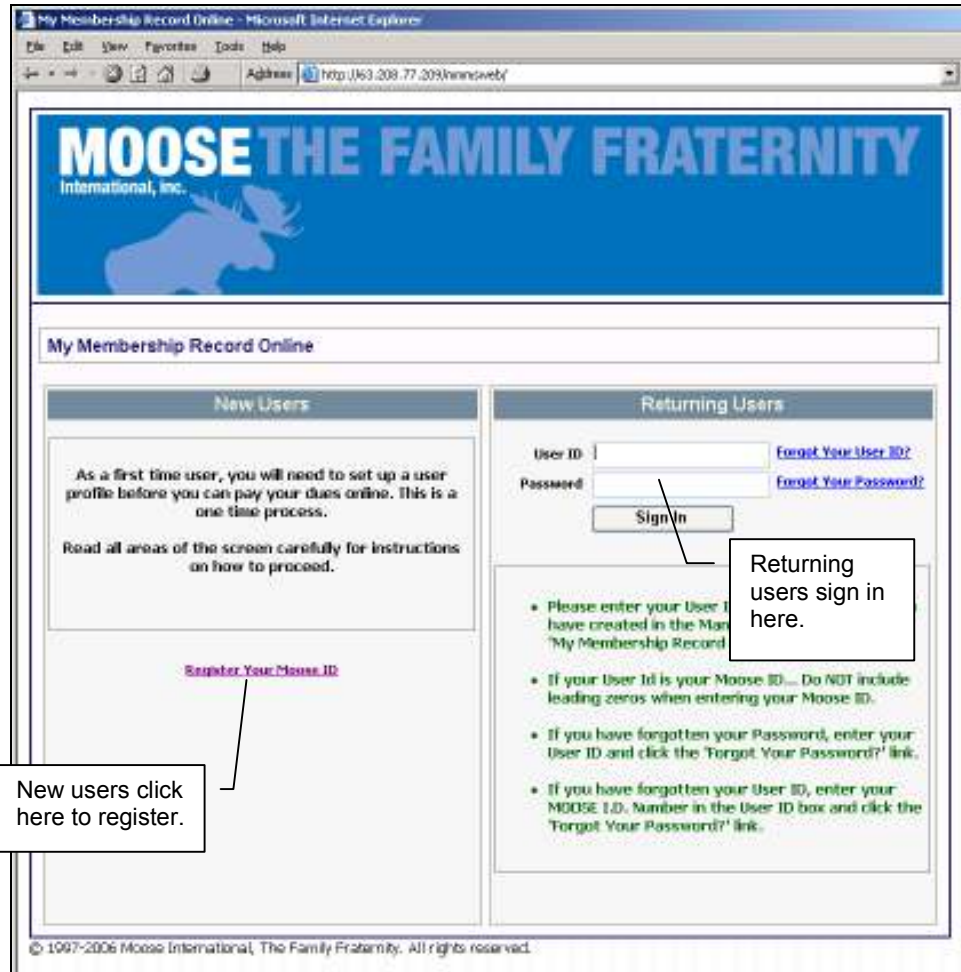 My Membership Record Online - Microsoft Internet Explorer
File Edit View Favorites Tools Help
Address http://63.208.77.209/mmsweb/
MOOSE THE FAMILY FRATERNITY
International, Inc.
My Membership Record Online
New Users
As a first time user, you will need to set up a user
profile before you can pay your dues online. This is a
one time process.
Read all areas of the screen carefully for instructions
on how to proceed.
Register Your Moose ID
New users click
here to register.
Returning Users
User ID Forgot Your User ID?
Password Forgot Your Password?
Sign In
Returning
users sign in
here.
• Please enter your User
have created in the
'My Membership Record
• If your User Id is your Moose ID... Do NOT include
leading zeros when entering your Moose ID.
• If you have forgotten your Password, enter your
User ID and click the 'Forgot Your Password?' link.
• If you have forgotten your User ID, enter your
MOOSE I.D. Number in the User ID box and click the
'Forgot Your Password?' link.
© 1997-2006 Moose International, The Family Fraternity. All rights reserved.